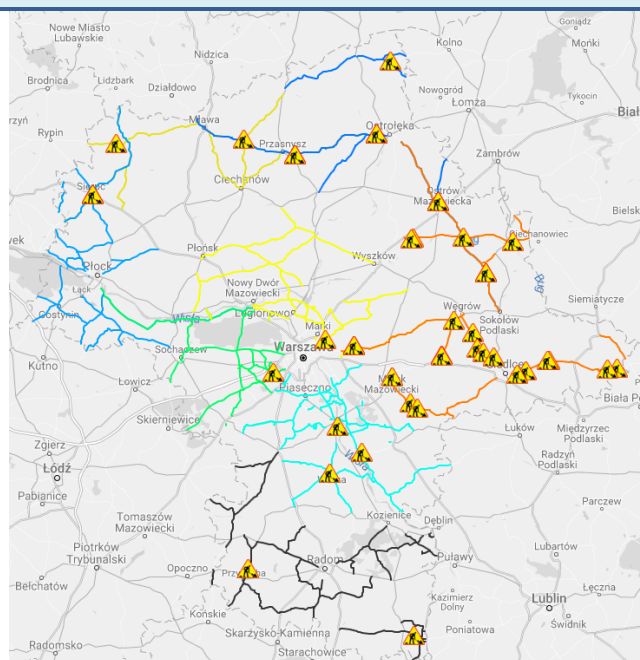 Nowe Miasto
Lubawskie
Goniądz
Nidzica
Kolno
Mońki
Brodnica
Lidzbark
Działdowo
Nowogród
Łomża
Tykocin
Rypin
Mława
Ostrołęka
Przasnysz
Zambrów
Ciechanów
Ostrów
Mazowiecka
Ciechanowiec
Płońsk
Wyszków
Płock
Łąck
Nowy Dwór
Mazowiecki
Legionowo
Bug
Siemiatycze
Gostynin
Wisła
Węgrów
Sokołów
Podlaski
Marki
Sochaczew
Warszawa
Kutno
Łowicz
Piaseczno
Mazowiecki
Skierniewice
Łuków
Międzyrzec
Podlaski
Zgierz
Radzyń
Podlaski
Łódź
Wisła
Pabianice
Kozienice
Dęblin
Parczew
Tomaszów
Mazowiecki
Piotrków
Trybunalski
Opoczno
Radom
Puławy
Lubartów
Bełchatów
Łęczna
Kazimierz
Dolny
Lublin
Końskie
Poniatowa
Świdnik
Radomsko
Skarżysko-Kamienna
Starachowice